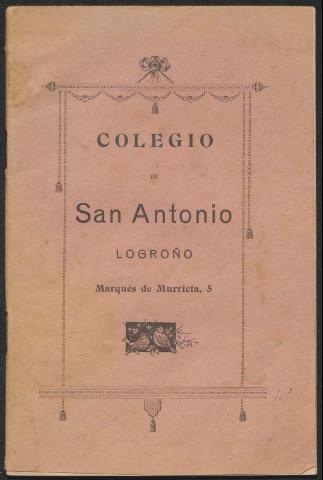 COLEGIO
DE
San Antonio
LOGROÑO
Marqués de Murrieta, 5